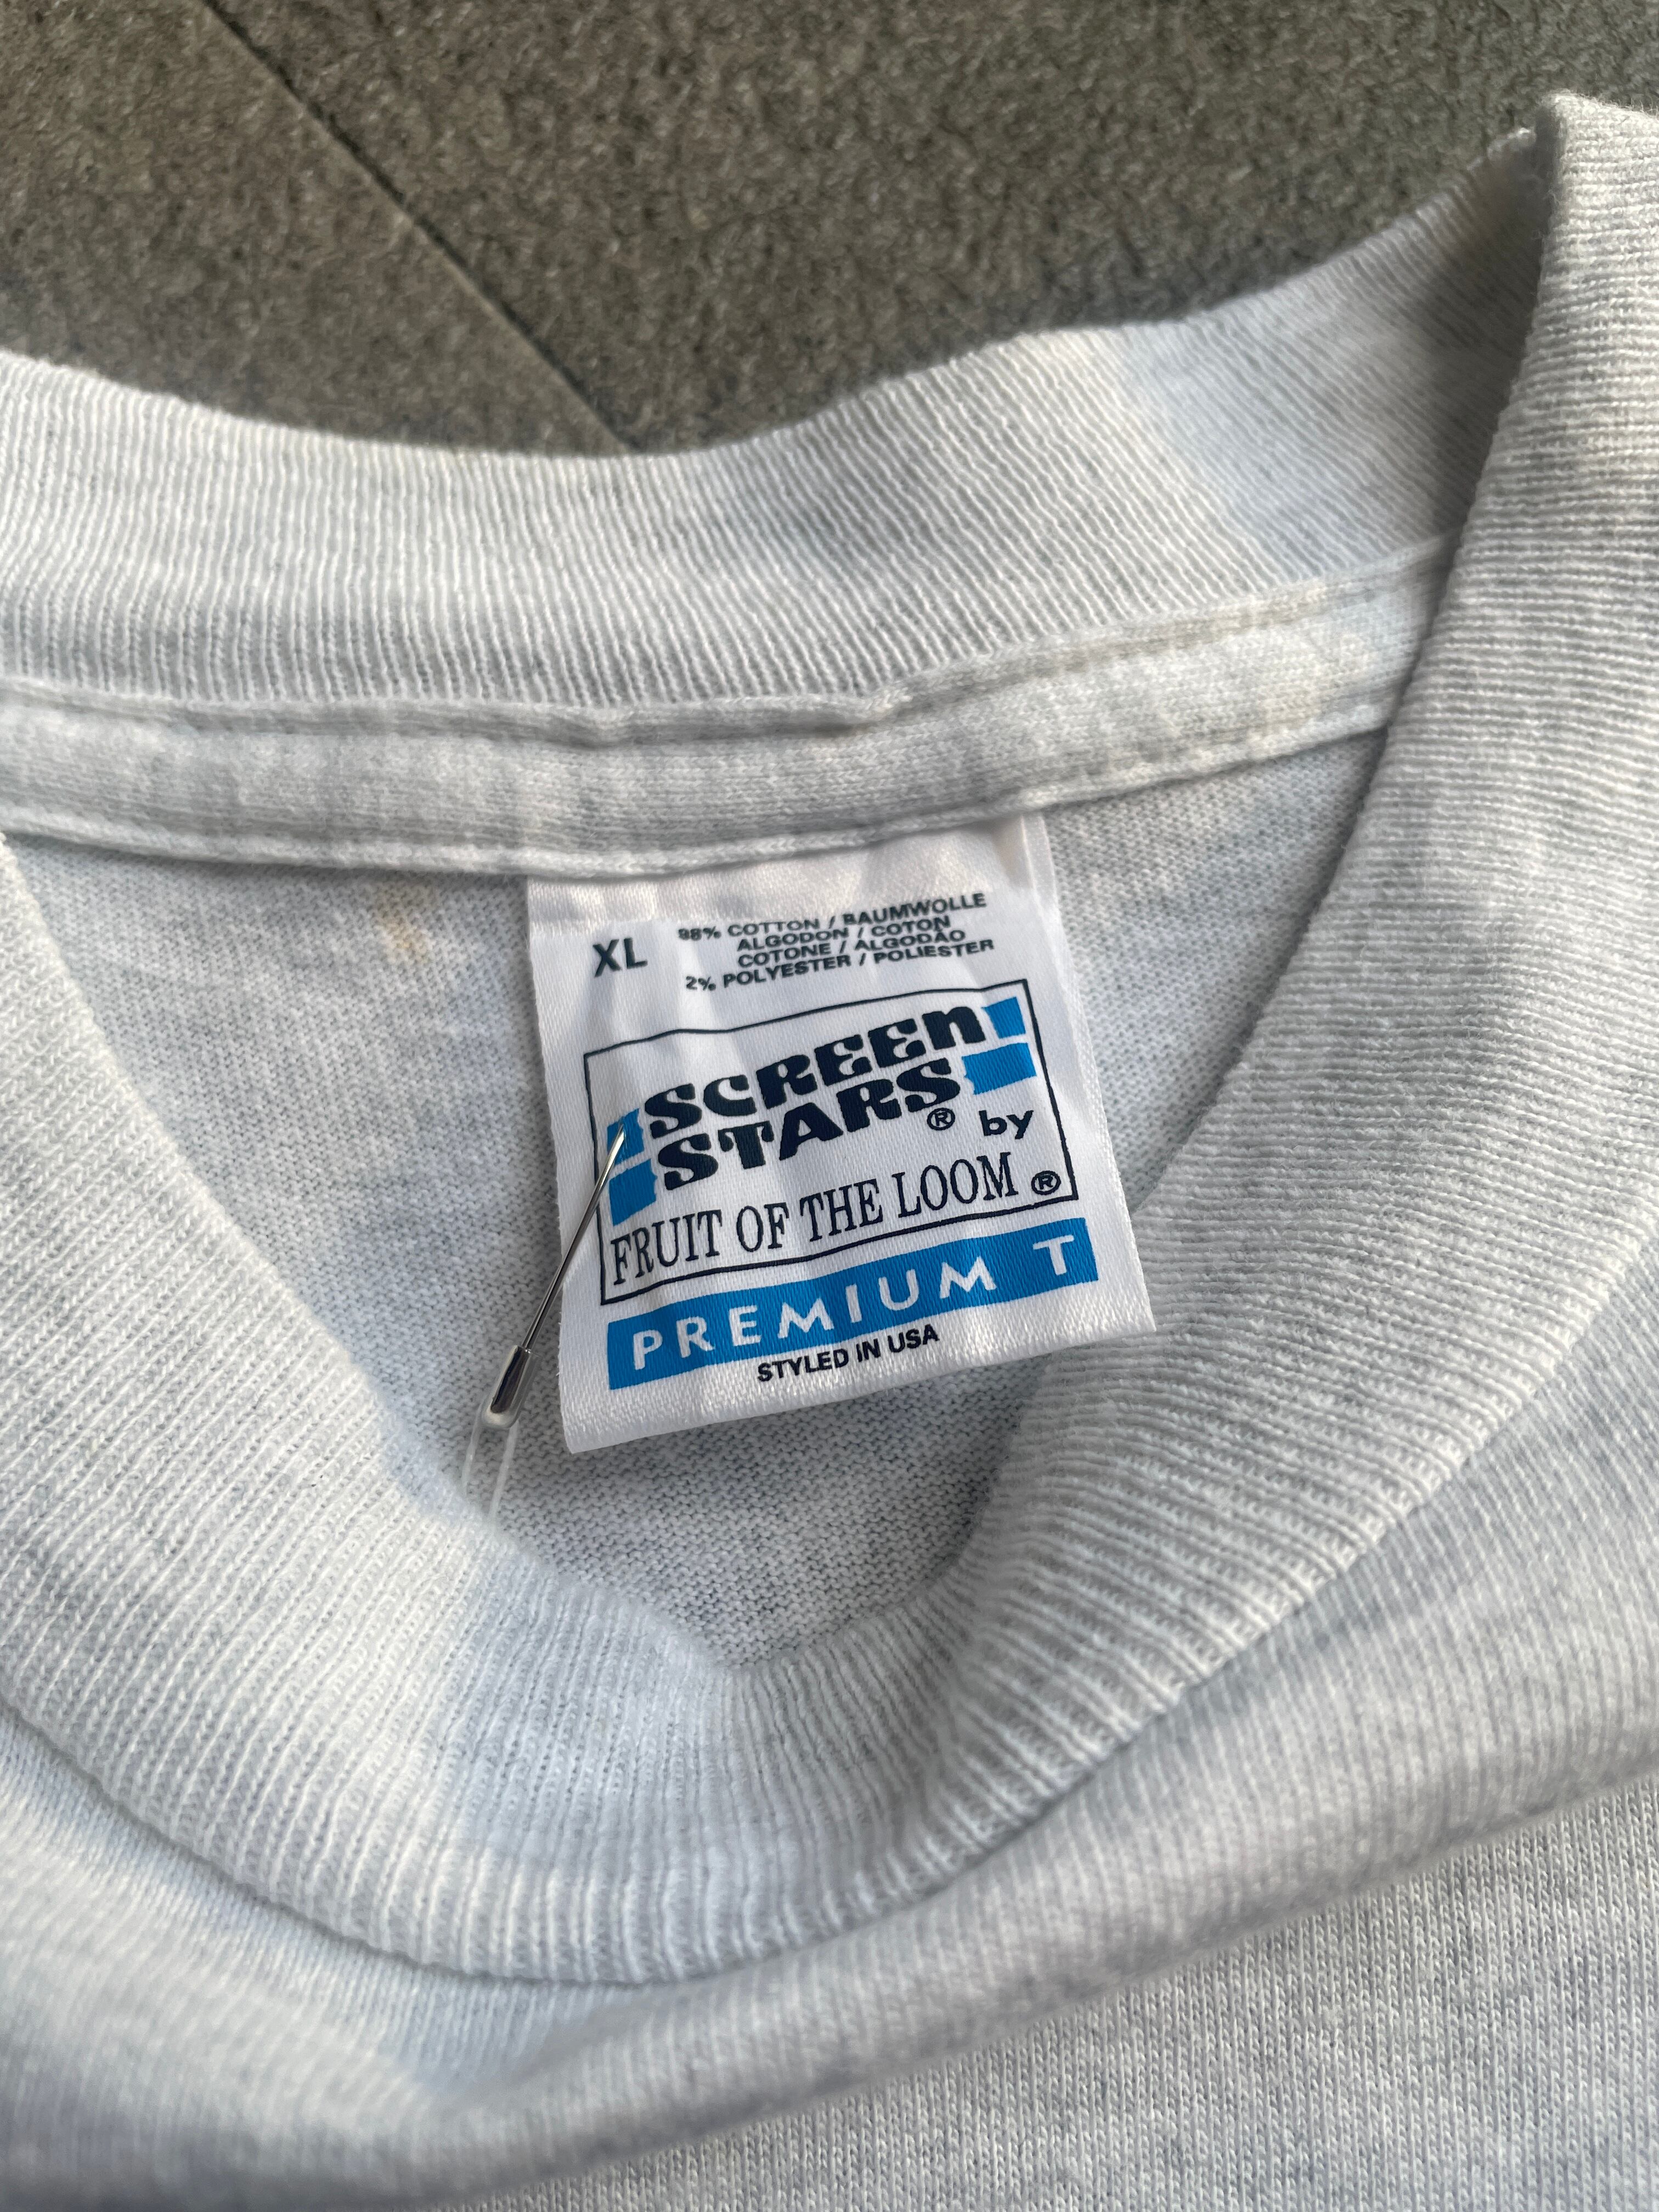 XL
98% COTTON / BAUMWOLLE
ALGODON / COTON
COTONE / ALGODÃO
2% POLYESTER / POLIESTER
SCREEN
STARS® by
FRUIT OF THE LOOM ®
PREMIUM T
STYLED IN USA